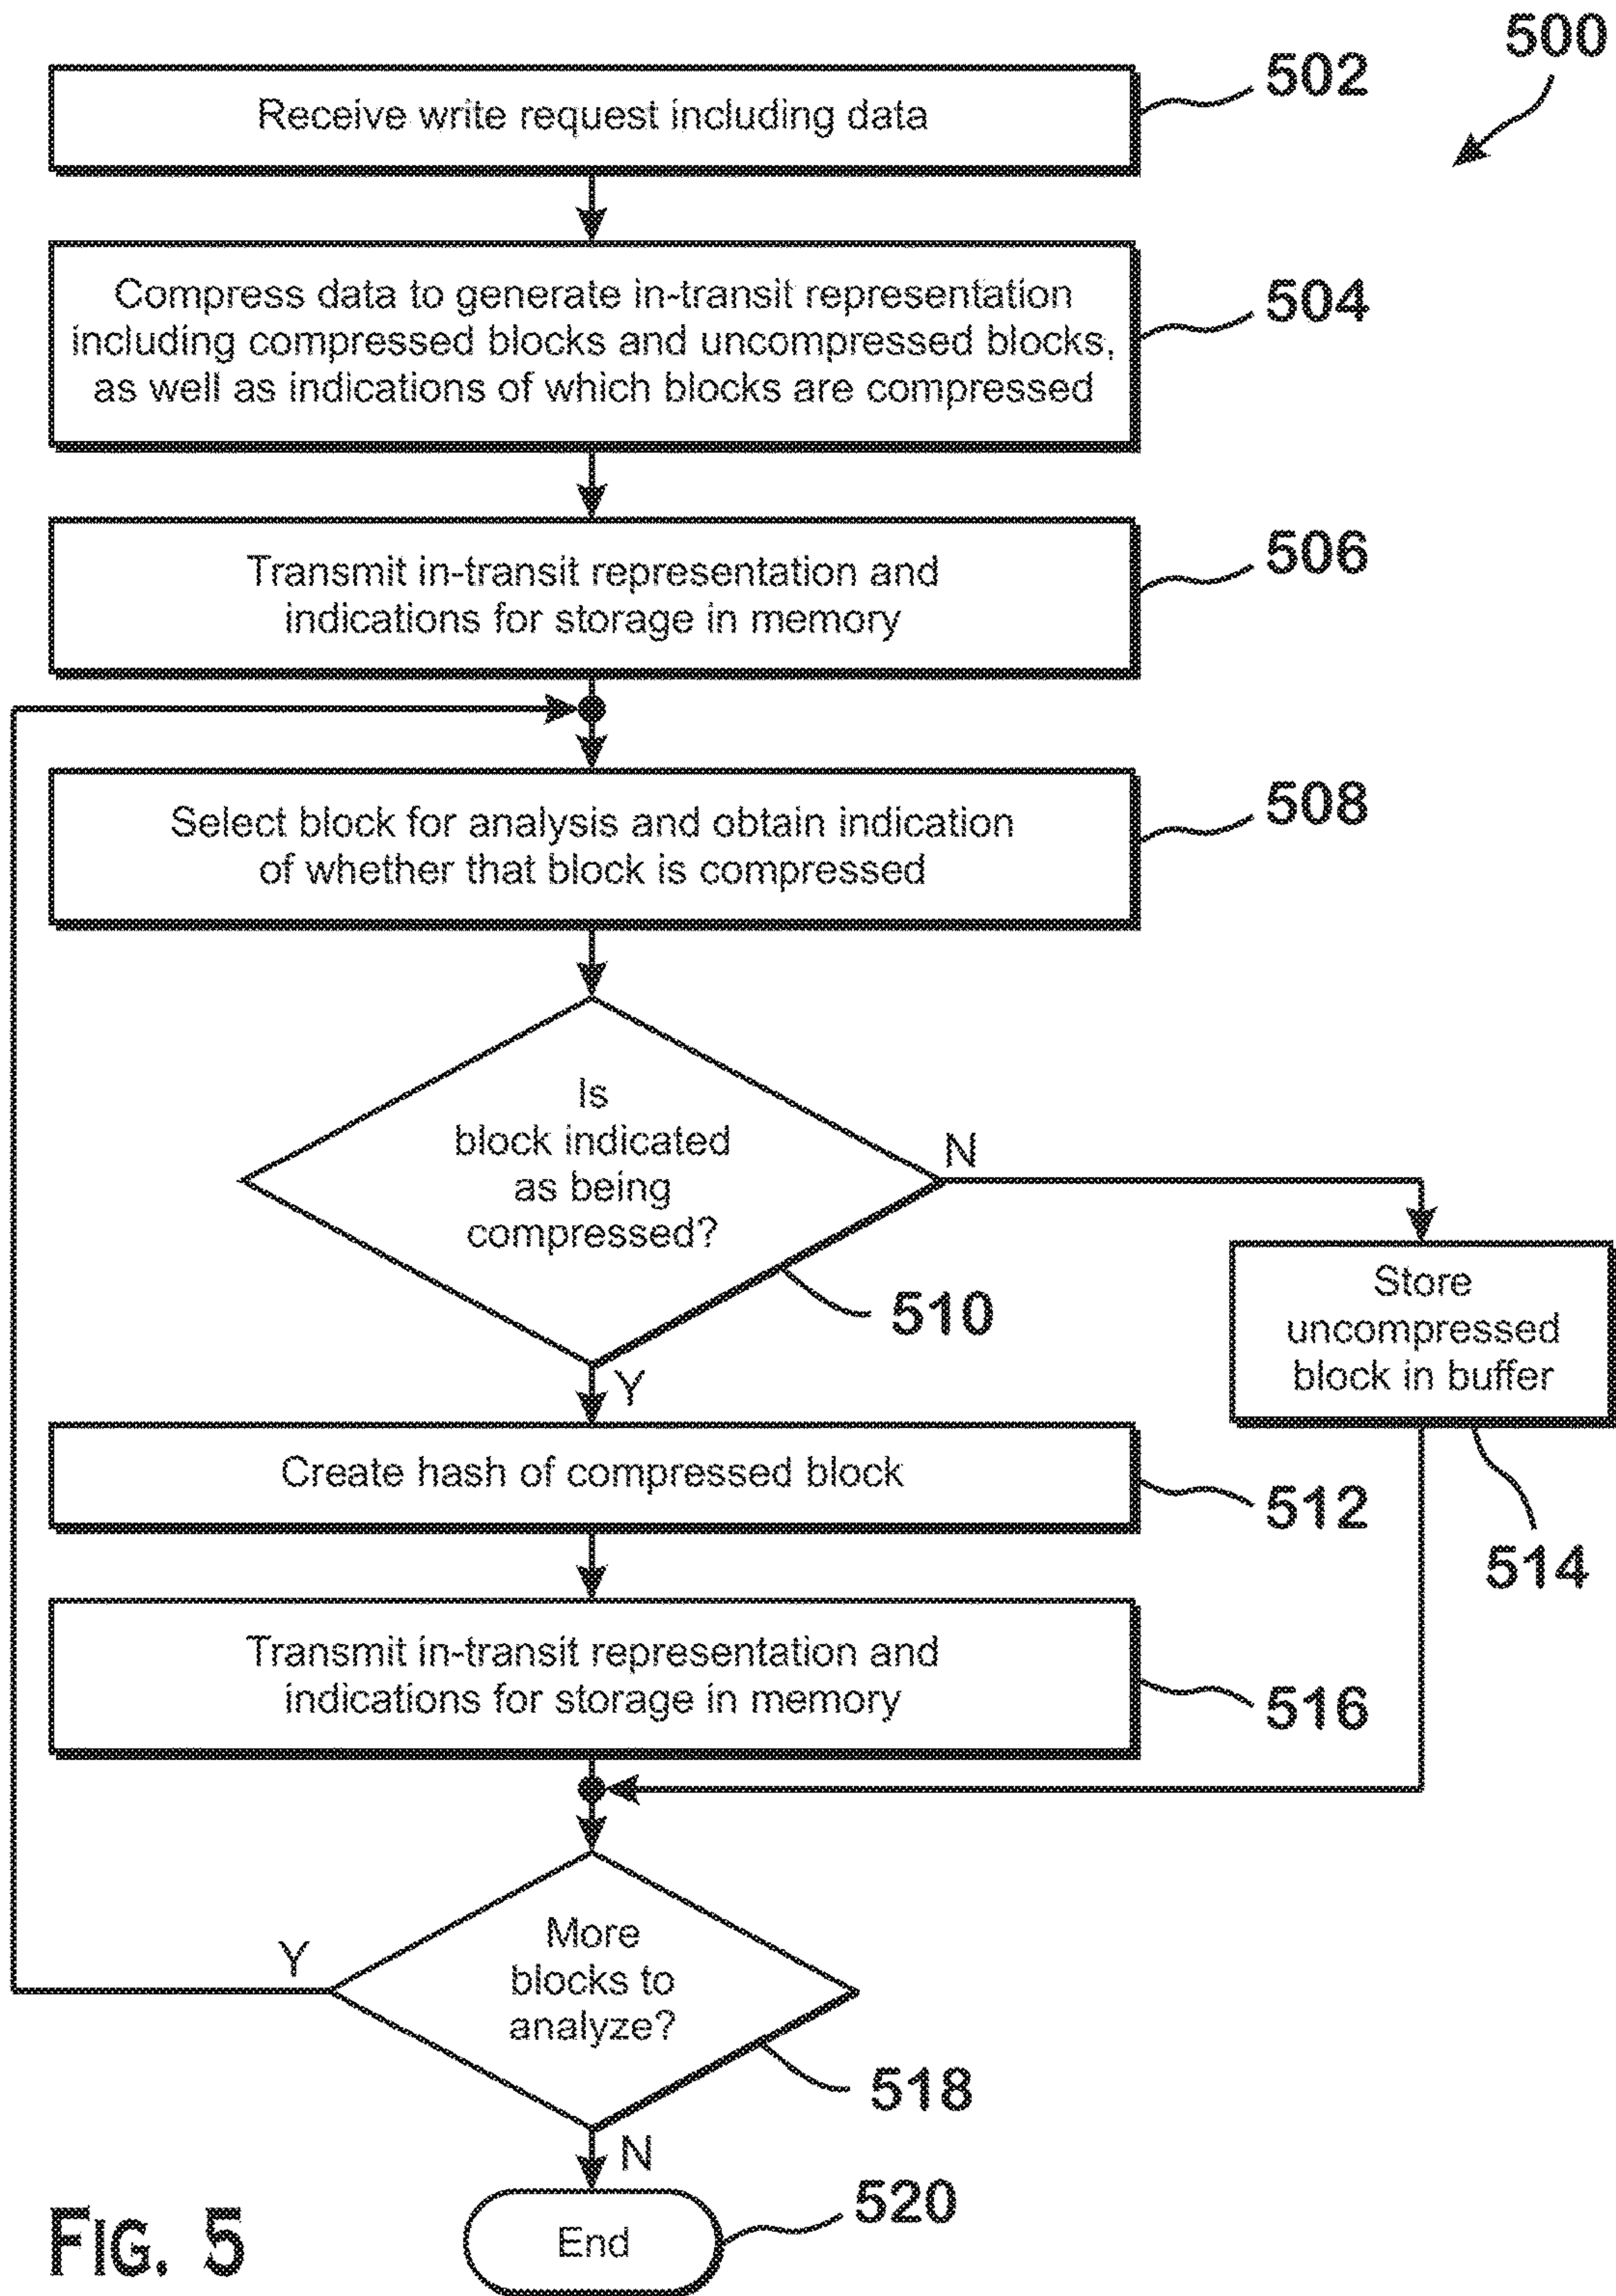 500
Receive write request including data
502
Compress data to generate in-transit representation
including compressed blocks and uncompressed blocks,
as well as indications of which blocks are compressed
504
Transmit in-transit representation and
indications for storage in memory
506
Select block for analysis and obtain indication
of whether that block is compressed
508
Is
block indicated
as being
compressed?
N
510
Y
Store
uncompressed
block in buffer
514
Create hash of compressed block
512
Transmit in-transit representation and
indications for storage in memory
516
More
blocks to
analyze?
Y
518
N
End
520
FIG. 5